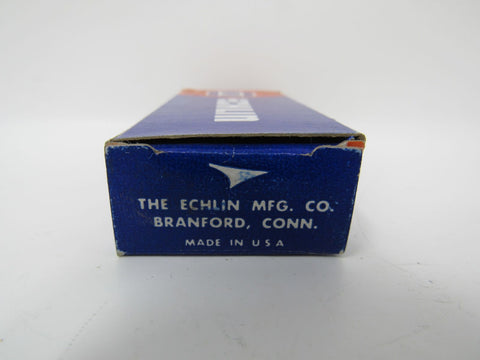 THE ECHLIN MFG. CO.
BRANFORD, CONN.
MADE IN U S A